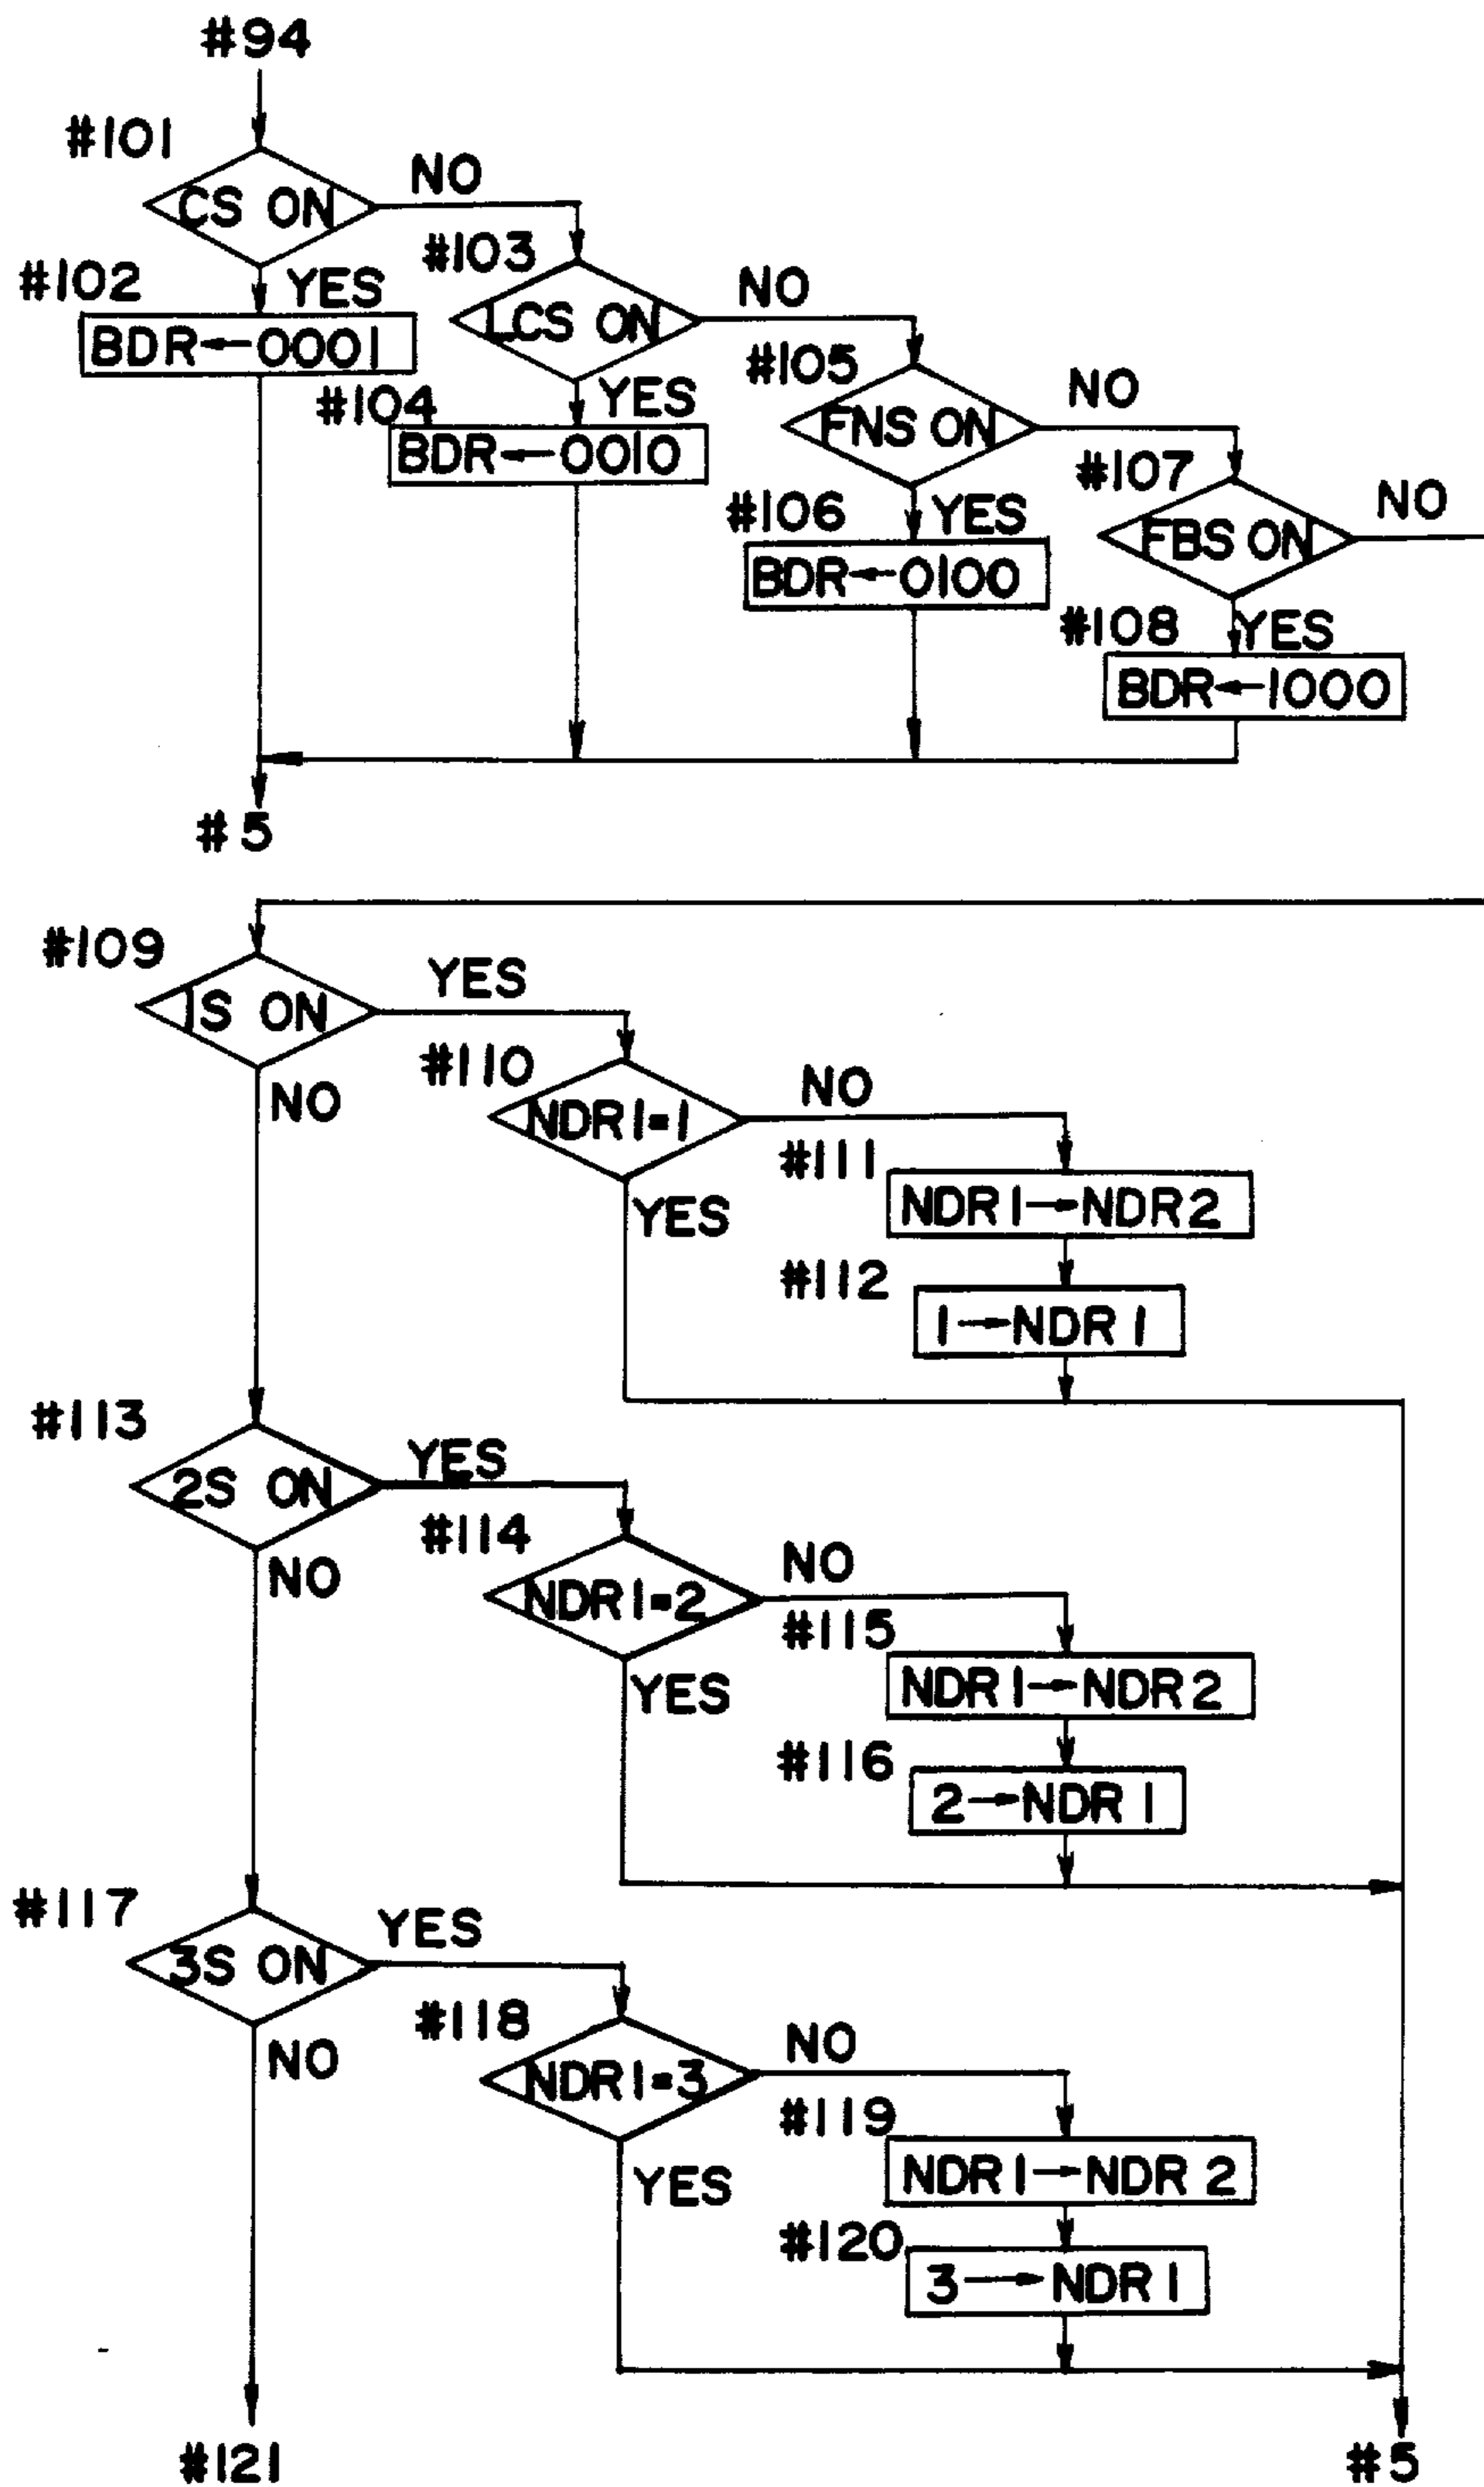 #94
#101
CS ON
NO
#102
YES
BDR←0001
#103
LCS ON
NO
#104
YES
BDR←0010
#105
FNS ON
NO
#106
YES
BDR←0100
#107
FBS ON
NO
#108
YES
BDR←1000
#5
#109
1S ON
YES
NO
#110
NDR1=1
NO
YES
#111
NDR1→NDR2
#112
1→NDR1
#113
2S ON
YES
NO
#114
NDR1=2
NO
YES
#115
NDR1→NDR2
#116
2→NDR1
#117
3S ON
YES
NO
#118
NDR1=3
NO
YES
#119
NDR1→NDR2
#120
3→NDR1
#121
#5